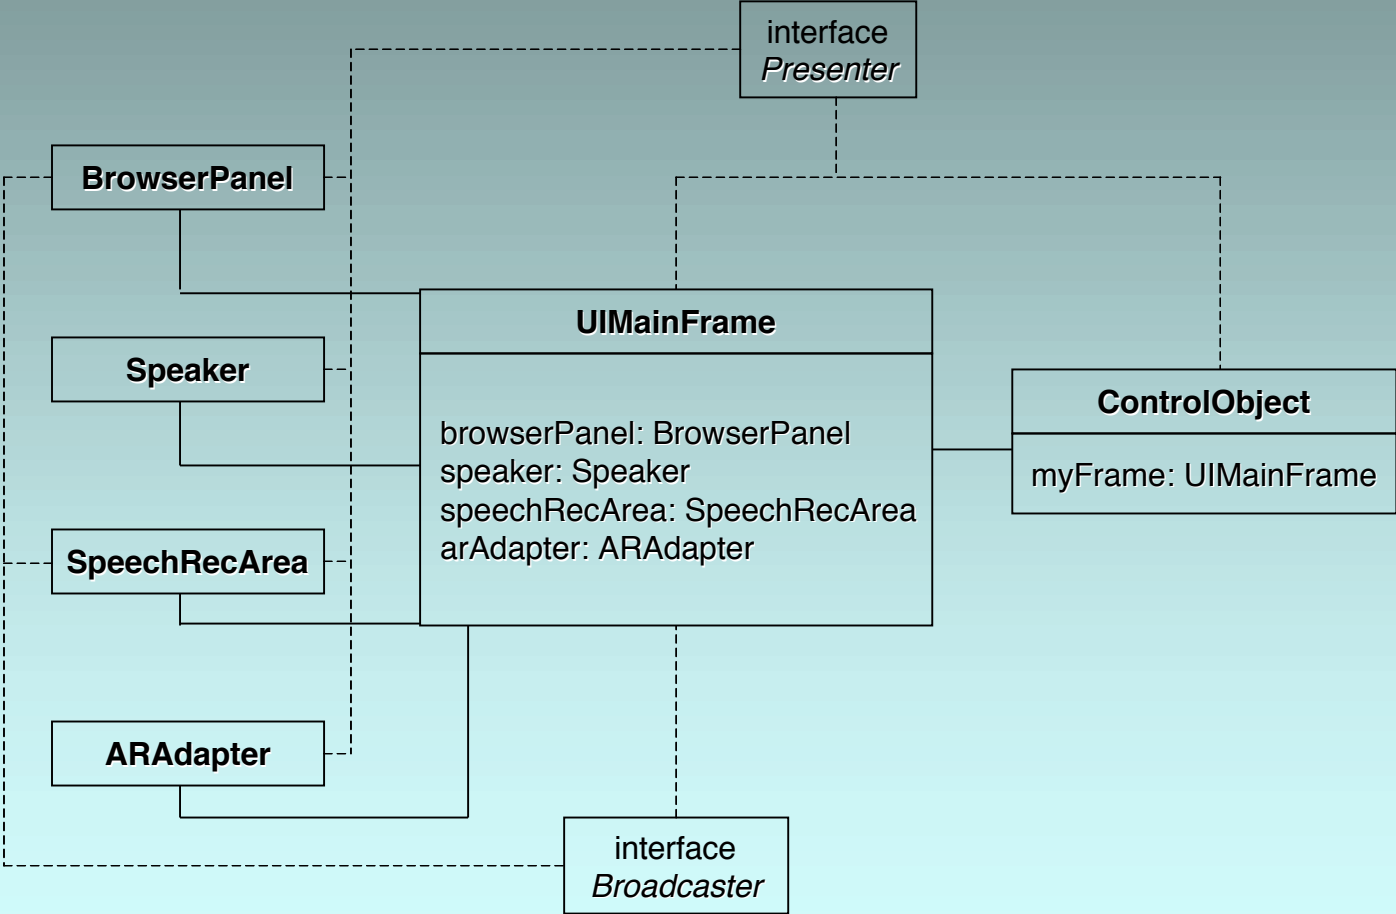 interface
Presenter
BrowserPanel
UIMainFrame
Speaker
ControlObject
browserPanel: BrowserPanel
speaker: Speaker
speechRecArea: SpeechRecArea
arAdapter: ARAdapter
myFrame: UIMainFrame
SpeechRecArea
ARAdapter
interface
Broadcaster